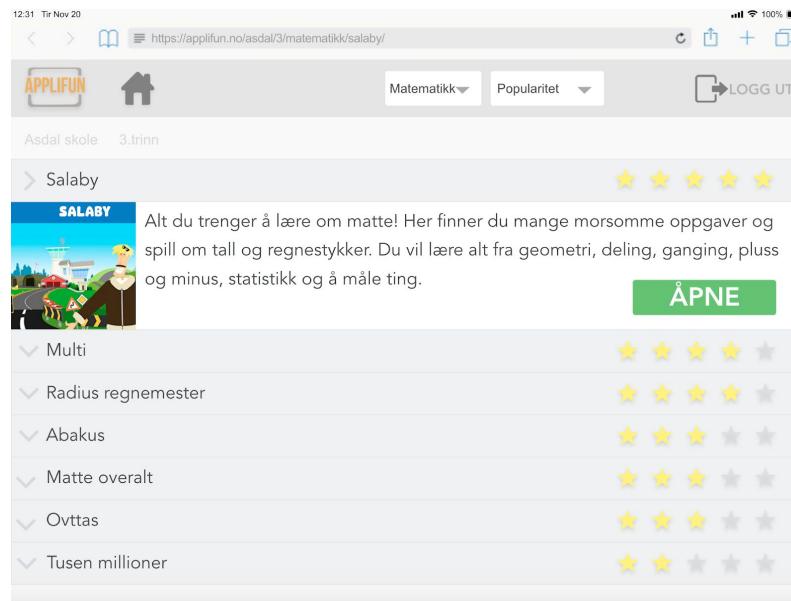 12:31 Tir Nov 20 100%
https://applifun.no/asdal/3/matematikk/salaby/
APPLIFUN Matematikk Popularitet LOGG UT
Asdal skole 3.trinn
Salaby
SALABY
Alt du trenger å lære om matte! Her finner du mange morsomme oppgaver og
spill om tall og regnestykker. Du vil lære alt fra geometri, deling, ganging, pluss
og minus, statistikk og å måle ting.
ÅPNE
Multi
Radius regnemester
Abakus
Matte overalt
Ovttas
Tusen millioner